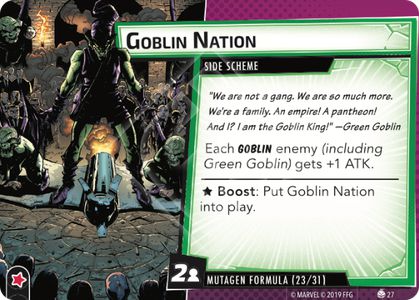 Goblin Nation
SIDE SCHEME
"We are not a gang. We are so much more.
We're a family. An empire! A pantheon!
And I? I am the Goblin King!" —Green Goblin
Each GOBLIN enemy (including
Green Goblin) gets +1 ATK.
★ Boost: Put Goblin Nation
into play.
2
MUTAGEN FORMULA (23/31)
© MARVEL © 2019 FFG 27